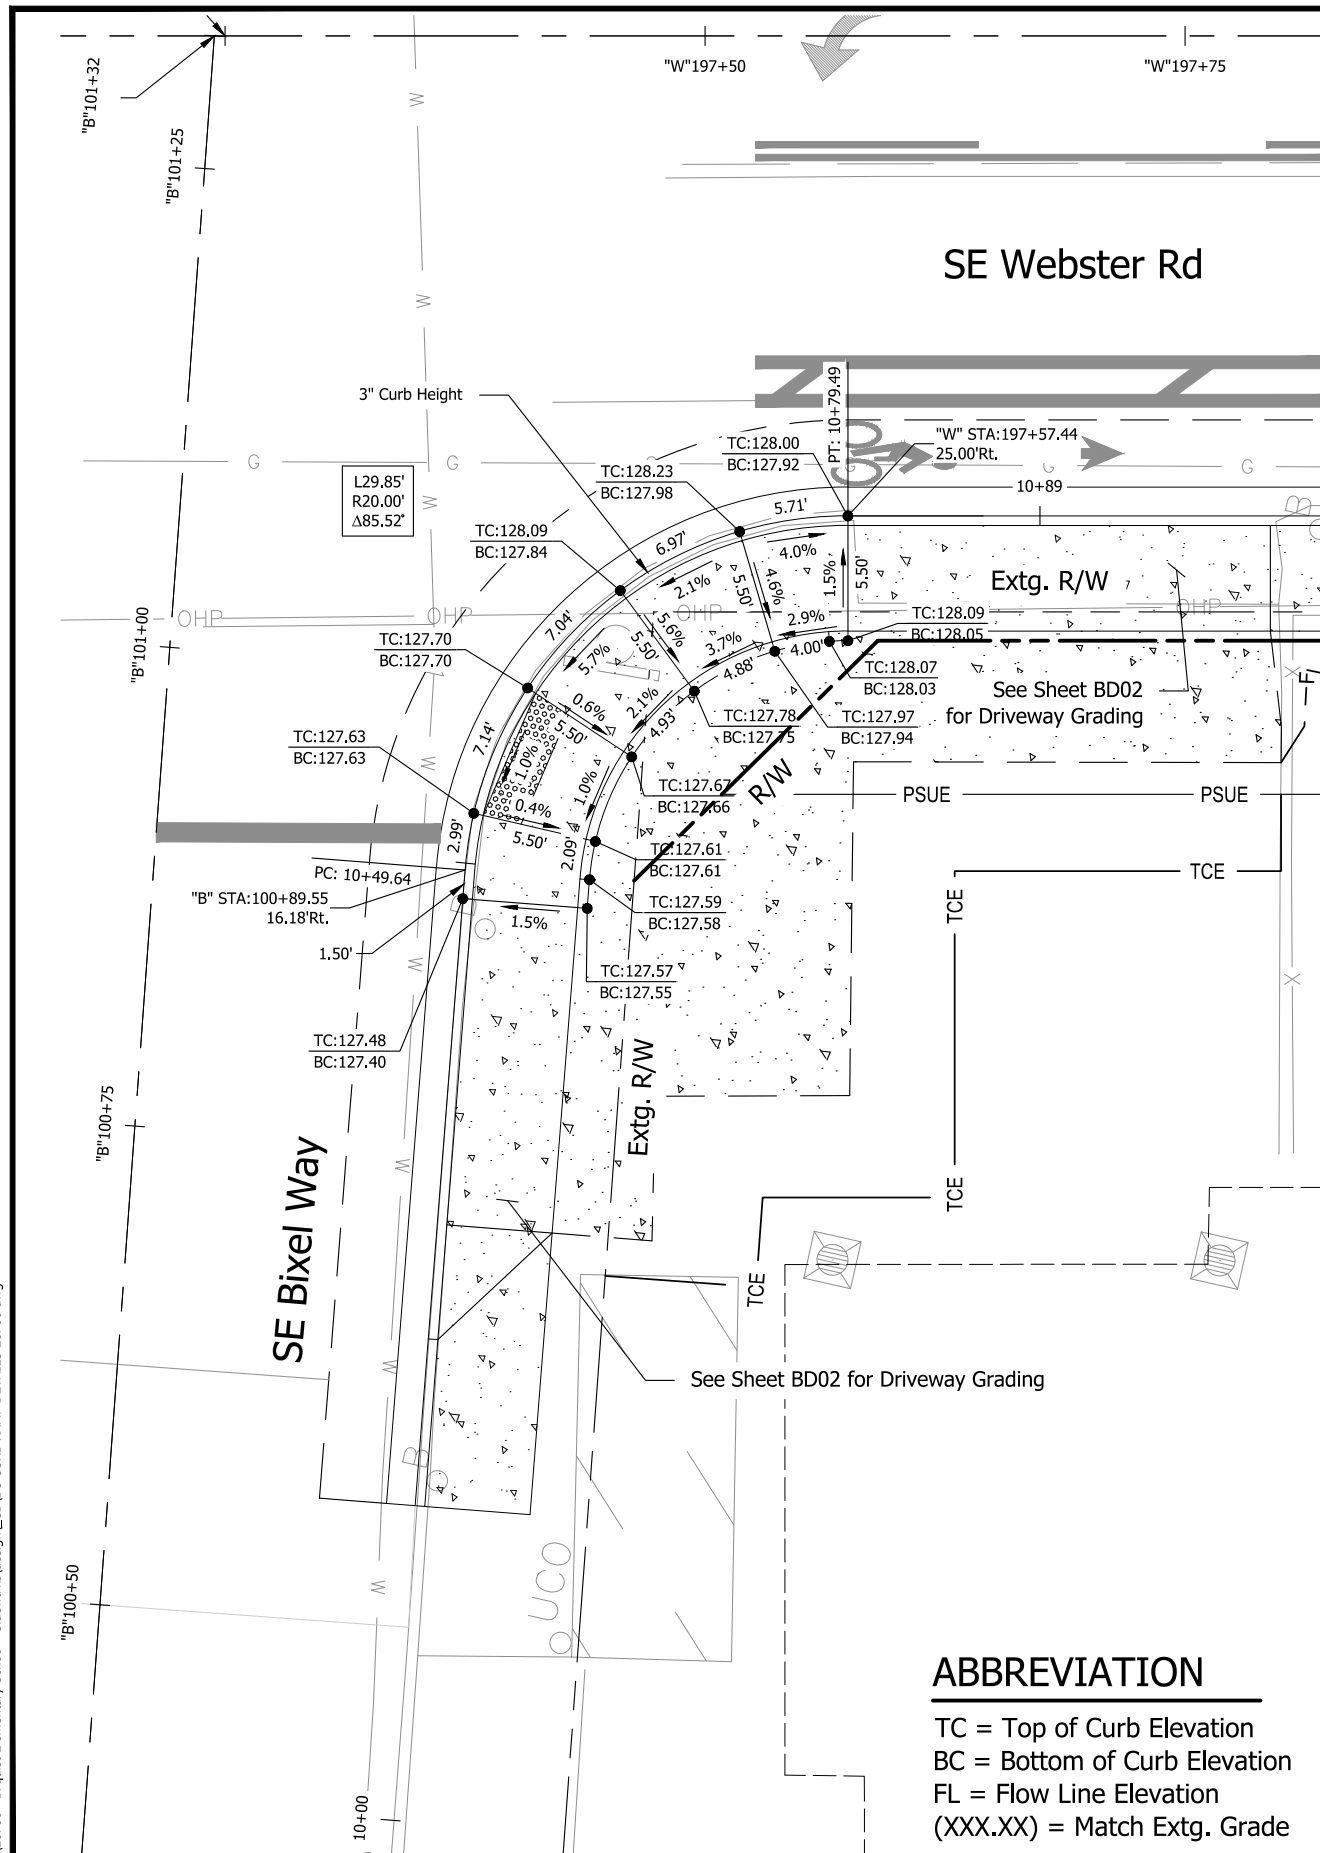 "B"101+32
"W"197+50
"W"197+75
"B"101+25
W
SE Webster Rd
W
3" Curb Height
PT: 10+79.49
TC:128.00
BC:127.92
"W" STA:197+57.44
25.00'Rt.
G
G
G
G
G
TC:128.23
BC:127.98
10+89
L29.85'
R20.00'
Δ85.52°
W
5.71'
B
TC:128.09
BC:127.84
6.97'
4.0%
2.1%
4.6%
5.50'
1.5%
5.50'
Extg. R/W
OHP
OHP
OHP
OHP
7.04'
2.9%
TC:128.09
BC:128.05
"B"101+00
TC:127.70
BC:127.70
5.6%
5.50'
3.7%
4.00'
5.7%
4.88'
TC:128.07
BC:128.03
X
FL
See Sheet BD02
for Driveway Grading
0.6%
5.50'
2.1%
4.93'
TC:127.78
BC:127.75
TC:127.97
BC:127.94
TC:127.63
BC:127.63
7.14'
1.0%
W
W
TC:127.67
BC:127.66
R/W
PSUE
PSUE
1.0%
0.4%
5.50'
2.99'
2.09'
TC:127.61
BC:127.61
PC: 10+49.64
TCE
"B" STA:100+89.55
16.18'Rt.
TC:127.59
BC:127.58
TCE
1.5%
1.50'
W
TC:127.57
BC:127.55
X
TC:127.48
BC:127.40
Extg. R/W
"B"100+75
W
TCE
SE Bixel Way
TCE
W
See Sheet BD02 for Driveway Grading
B
"B"100+50
W
UCO
10+00
ABBREVIATION
TC = Top of Curb Elevation
BC = Bottom of Curb Elevation
FL = Flow Line Elevation
(XXX.XX) = Match Extg. Grade